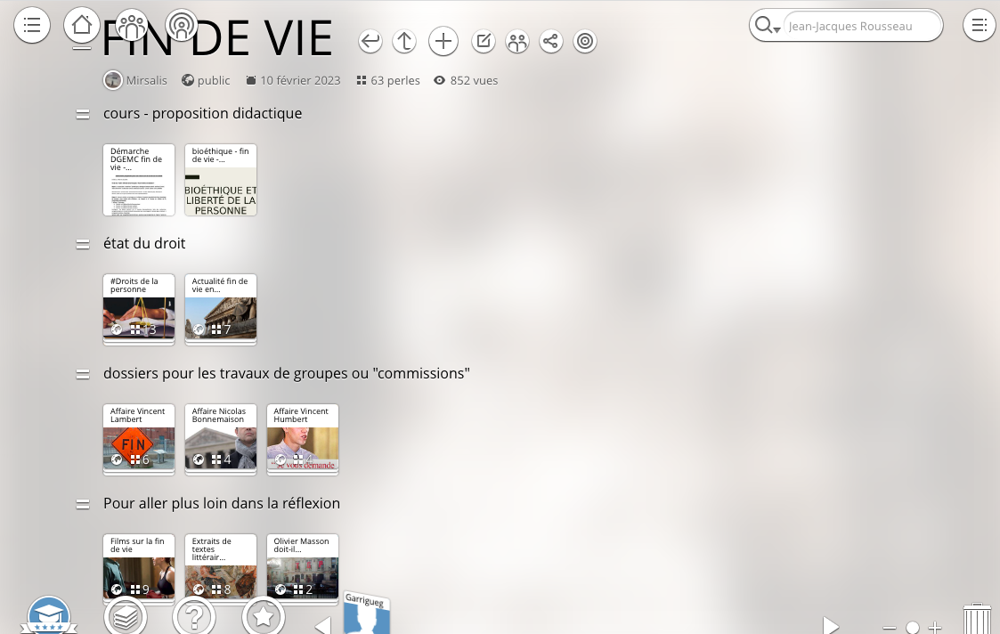 FIN DE VIE
Jean-Jacques Rousseau
Mirsalis public 10 février 2023 63 perles 852 vues
cours - proposition didactique
Démarche
DGEMC fin de
vie -...
bioéthique - fin
de vie -...
BIOÉTHIQUE ET
LIBERTÉ DE LA
PERSONNE
état du droit
#Droits de la
personne
13
Actualité fin de
vie en...
7
dossiers pour les travaux de groupes ou "commissions"
Affaire Vincent
Lambert
FIN
6
Affaire Nicolas
Bonnemaison
4
Affaire Vincent
Humbert
"Je vous demande
Pour aller plus loin dans la réflexion
Films sur la fin
de vie
9
Extraits de
textes
littérair...
8
Olivier Masson
doit-il...
2
Garrigueg